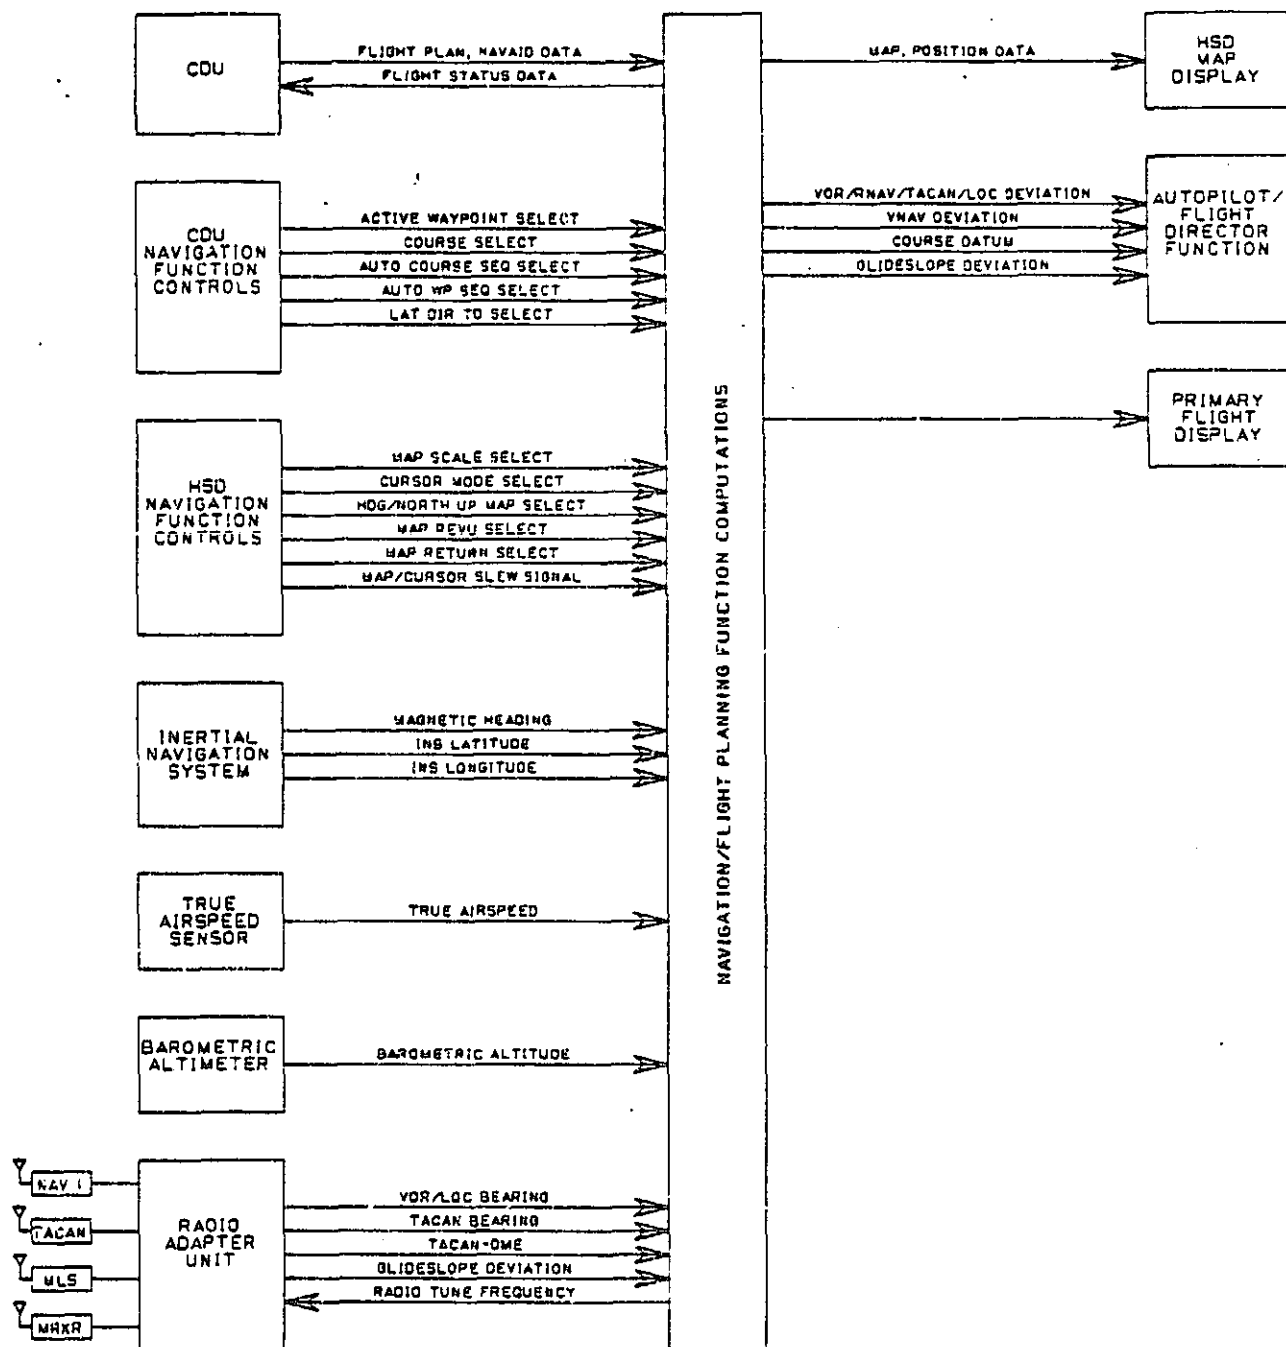 CDU
FLIGHT PLAN, NAVAID DATA
FLIGHT STATUS DATA
MAP, POSITION DATA
HSD
MAP
DISPLAY
CDU
NAVIGATION
FUNCTION
CONTROLS
ACTIVE WAYPOINT SELECT
COURSE SELECT
AUTO COURSE SEQ SELECT
AUTO WP SEQ SELECT
LAT DIR TO SELECT
VOR/RNAV/TACAN/LOC DEVIATION
VNAV DEVIATION
COURSE DATUM
GLIDESLOPE DEVIATION
AUTOPILOT/
FLIGHT
DIRECTOR
FUNCTION
PRIMARY
FLIGHT
DISPLAY
HSD
NAVIGATION
FUNCTION
CONTROLS
MAP SCALE SELECT
CURSOR MODE SELECT
HDG/NORTH UP MAP SELECT
MAP REVU SELECT
MAP RETURN SELECT
MAP/CURSOR SLEW SIGNAL
NAVIGATION/FLIGHT PLANNING FUNCTION COMPUTATIONS
INERTIAL
NAVIGATION
SYSTEM
MAGNETIC HEADING
INS LATITUDE
INS LONGITUDE
TRUE
AIRSPEED
SENSOR
TRUE AIRSPEED
BAROMETRIC
ALTIMETER
BAROMETRIC ALTITUDE
NAV 1
TACAN
MLS
MRKR
RADIO
ADAPTER
UNIT
VOR/LOC BEARING
TACAN BEARING
TACAN-DME
GLIDESLOPE DEVIATION
RADIO TUNE FREQUENCY